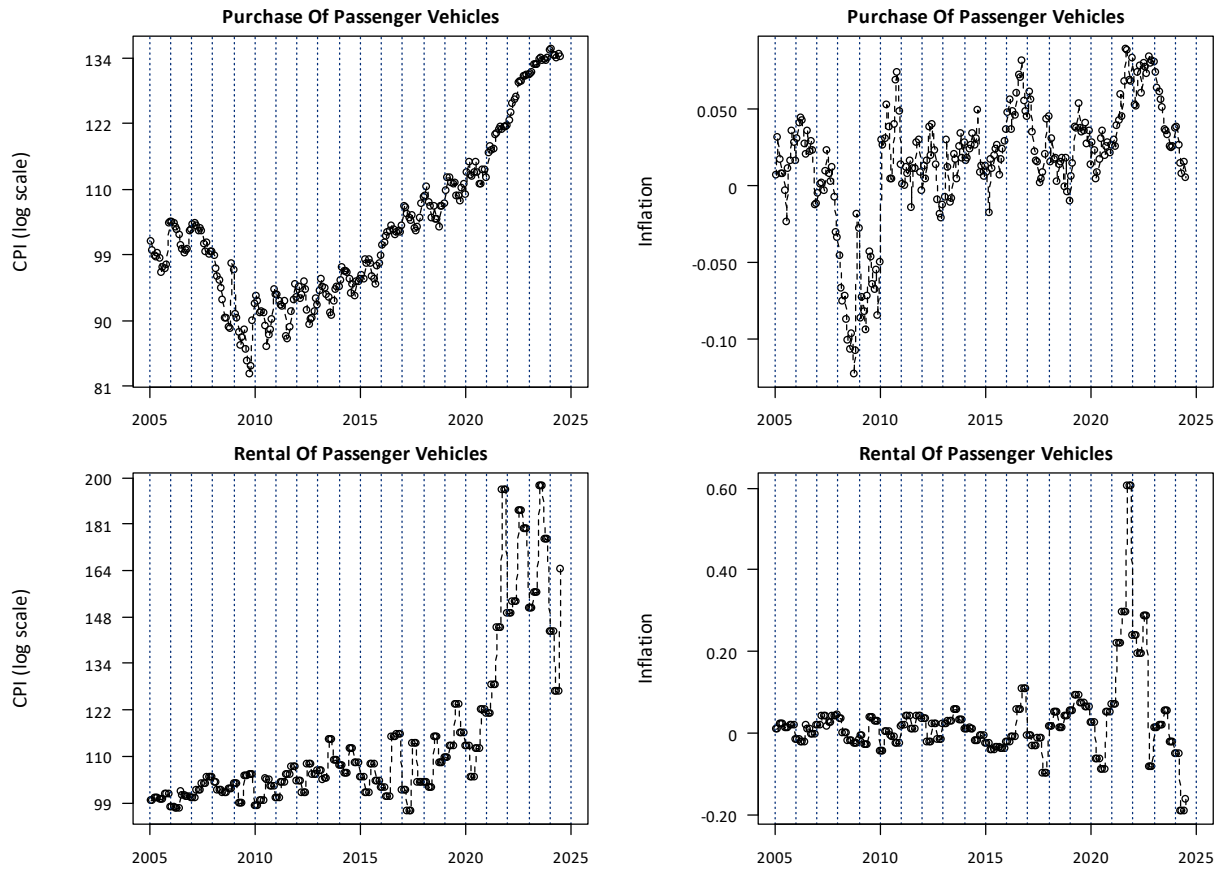 Purchase Of Passenger Vehicles
CPI (log scale)
134
122
110
99
90
81
2005 2010 2015 2020 2025
Purchase Of Passenger Vehicles
Inflation
0.050
0
-0.050
-0.10
2005 2010 2015 2020 2025
Rental Of Passenger Vehicles
CPI (log scale)
200
181
164
148
134
122
110
99
2005 2010 2015 2020 2025
Rental Of Passenger Vehicles
Inflation
0.60
0.40
0.20
0
-0.20
2005 2010 2015 2020 2025